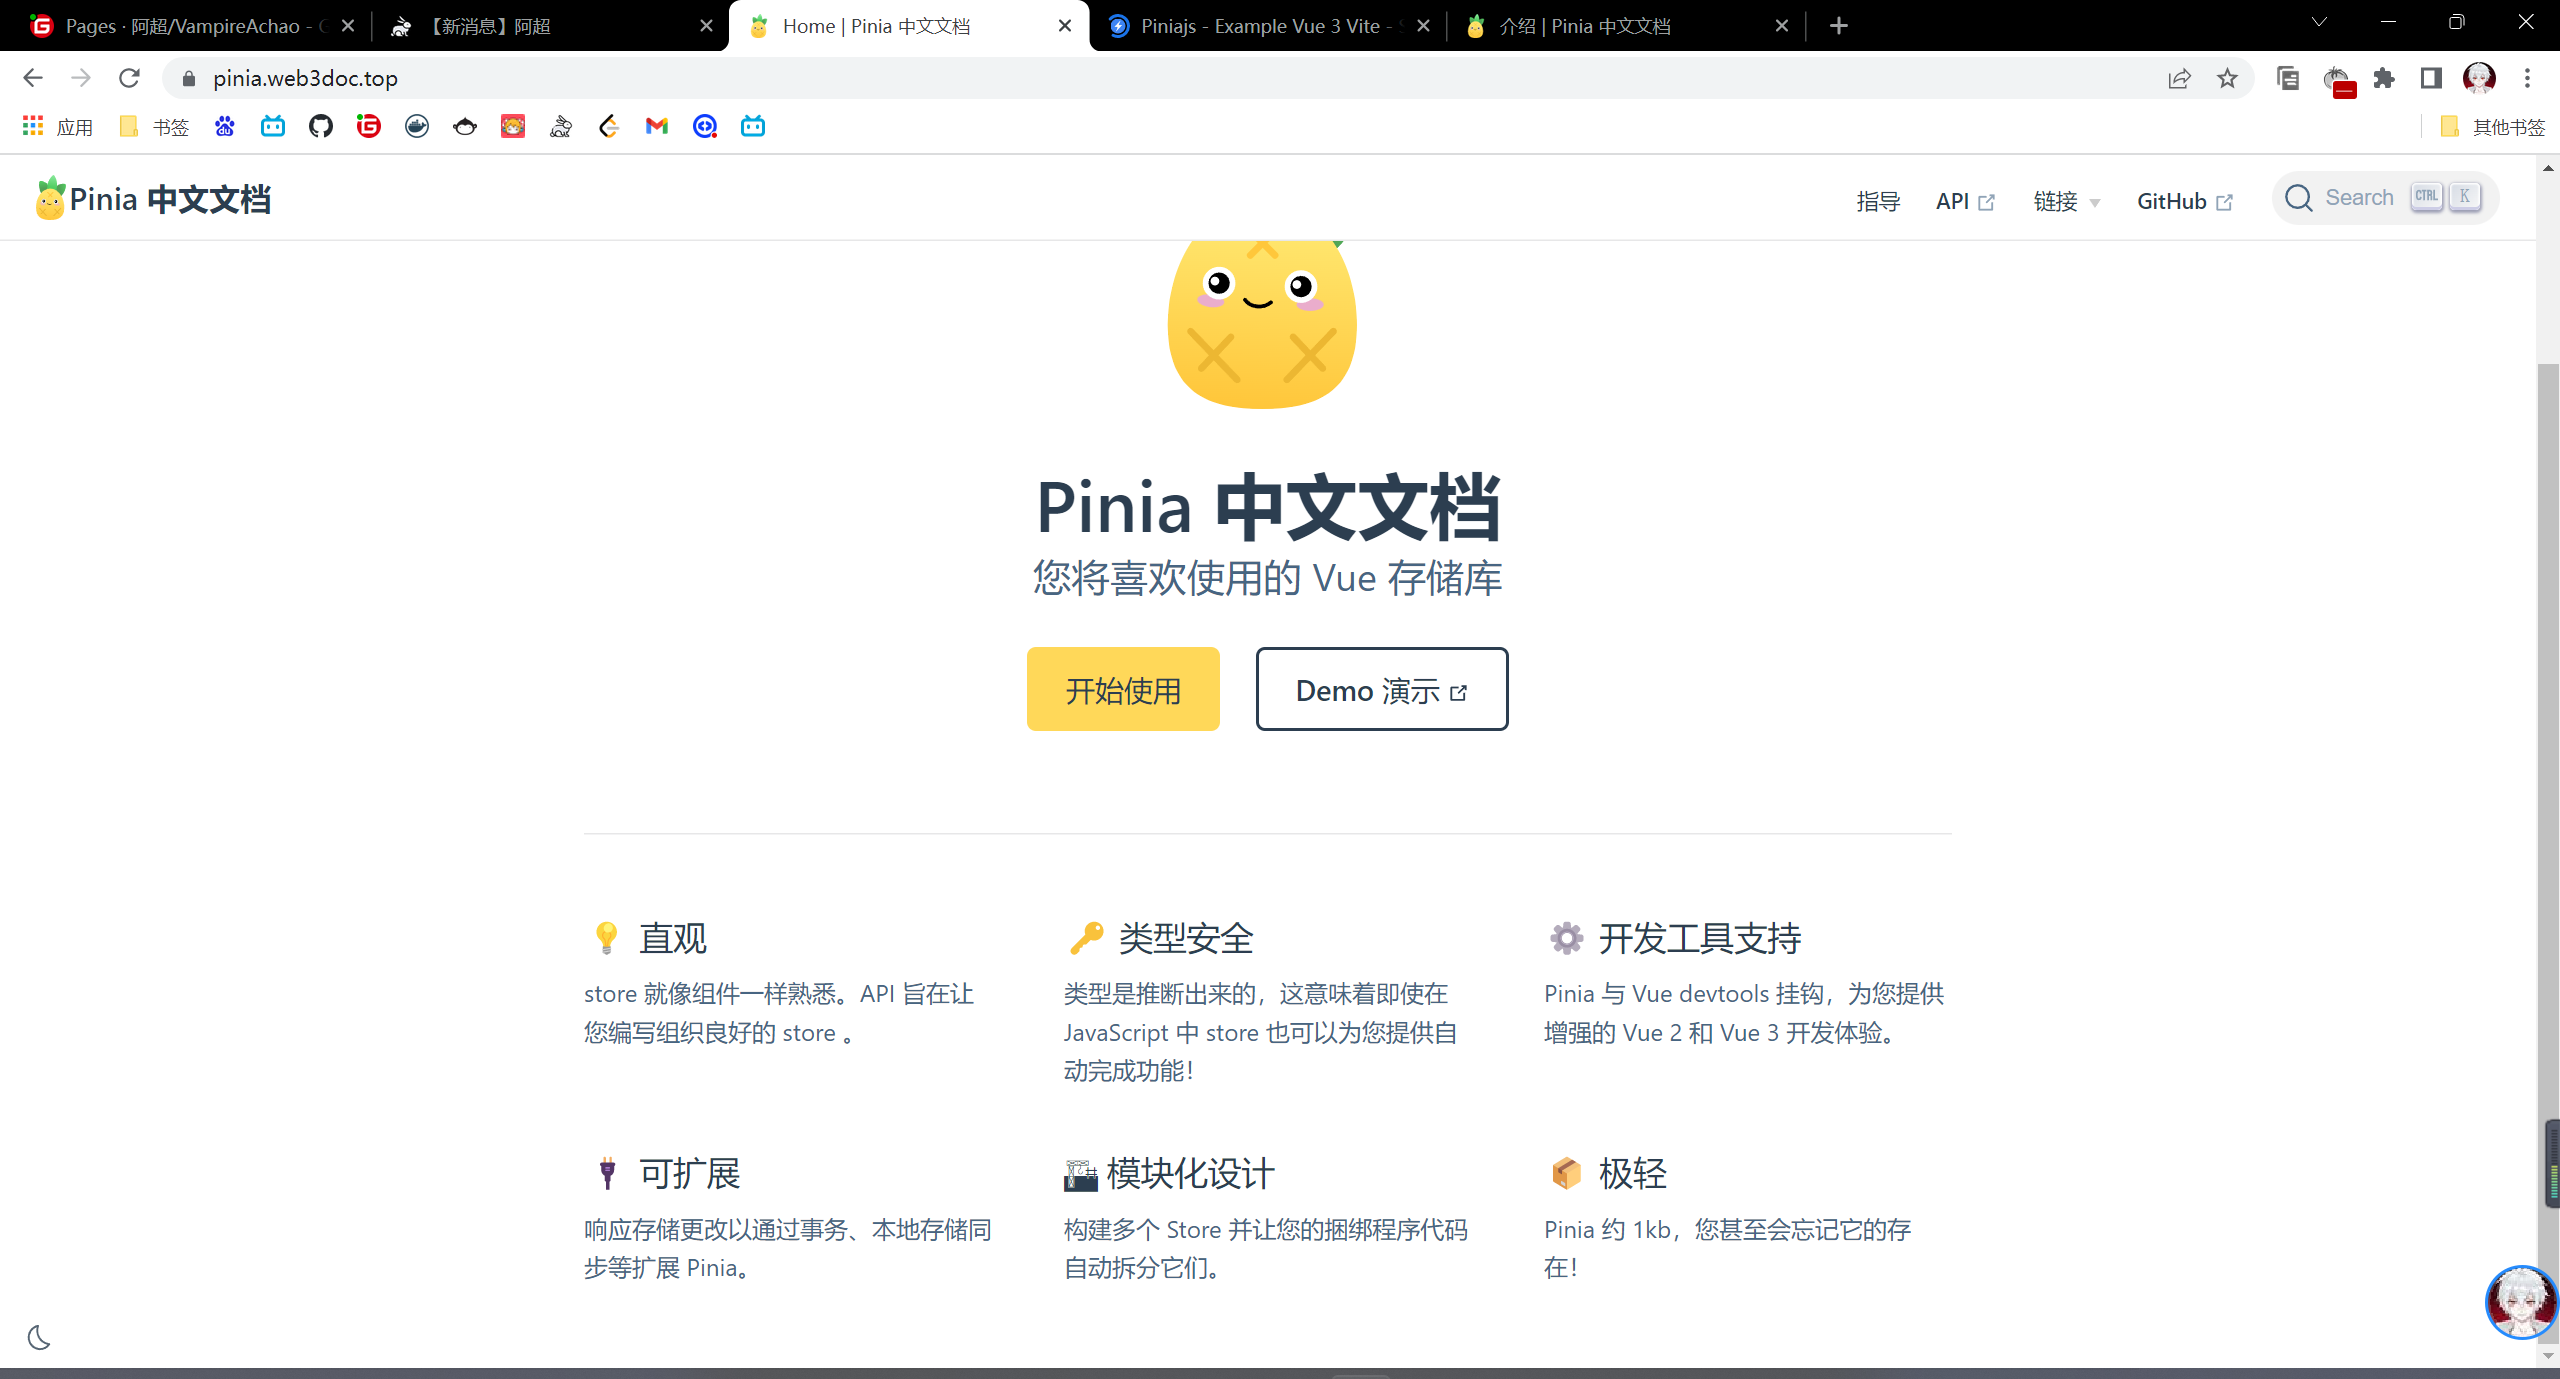 Pages · 阿超/VampireAchao -
【新消息】阿超
Home | Pinia 中文文档
Piniajs - Example Vue 3 Vite -
介绍 | Pinia 中文文档
pinia.web3doc.top
应用
书签
其他书签
Pinia 中文文档
指导
API
链接
GitHub
Search
CTRL
K
Pinia 中文文档
您将喜欢使用的 Vue 存储库
开始使用
Demo 演示
直观
store 就像组件一样熟悉。API 旨在让
您编写组织良好的 store 。
类型安全
类型是推断出来的，这意味着即使在
JavaScript 中 store 也可以为您提供自
动完成功能！
开发工具支持
Pinia 与 Vue devtools 挂钩，为您提供
增强的 Vue 2 和 Vue 3 开发体验。
可扩展
响应存储更改以通过事务、本地存储同
步等扩展 Pinia。
模块化设计
构建多个 Store 并让您的捆绑程序代码
自动拆分它们。
极轻
Pinia 约 1kb，您甚至会忘记它的存
在！